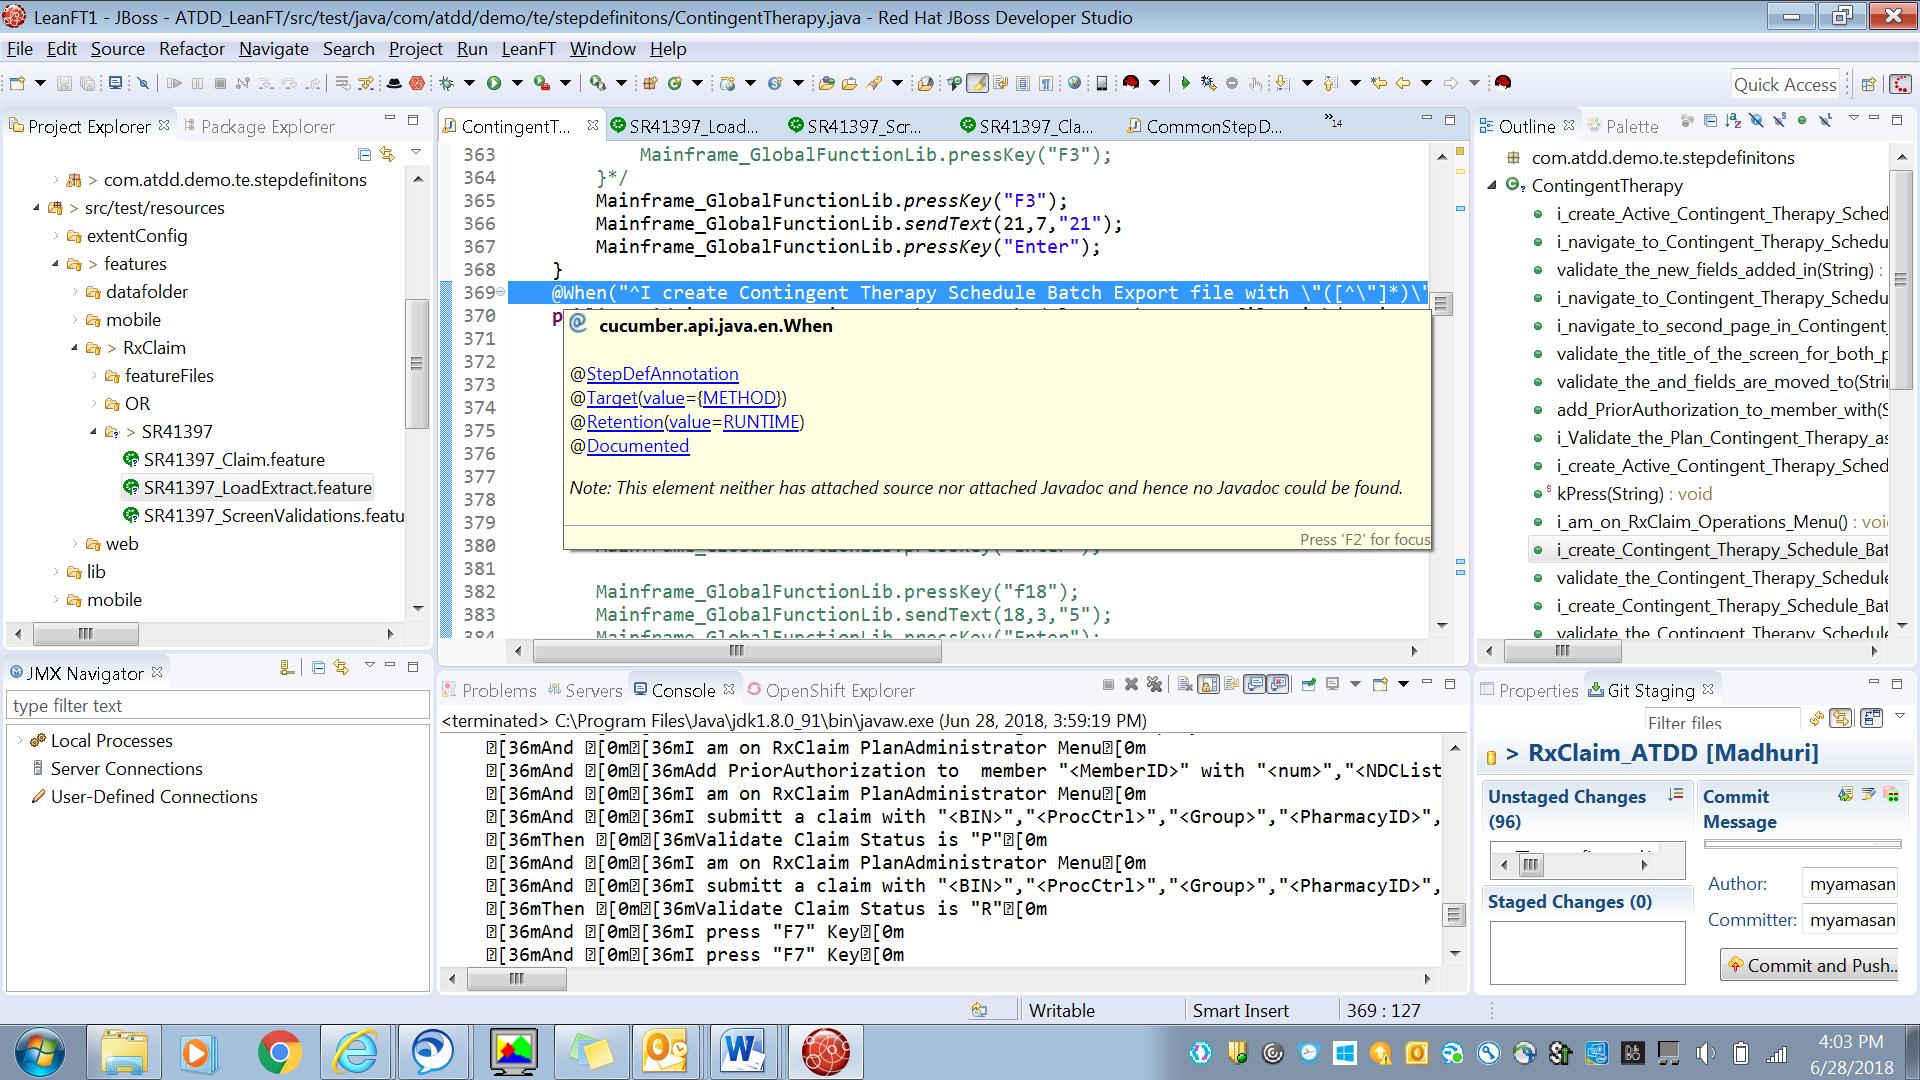 LeanFT1 - JBoss - ATDD_LeanFT/src/test/java/com/atdd/demo/te/stepdefinitons/ContingentTherapy.java - Red Hat JBoss Developer Studio
File Edit Source Refactor Navigate Search Project Run LeanFT Window Help
Quick Access
Project Explorer Package Explorer
> com.atdd.demo.te.stepdefinitons
> src/test/resources
extentConfig
> features
datafolder
mobile
> RxClaim
featureFiles
OR
> SR41397
SR41397_Claim.feature
SR41397_LoadExtract.feature
SR41397_ScreenValidations.featu
web
lib
mobile
JMX Navigator
type filter text
Local Processes
Server Connections
User-Defined Connections
ContingentT... SR41397_Load... SR41397_Scr... SR41397_Cla... CommonStepD... »14
363 Mainframe_GlobalFunctionLib.pressKey("F3");
364 }*/
365 Mainframe_GlobalFunctionLib.pressKey("F3");
366 Mainframe_GlobalFunctionLib.sendText(21,7,"21");
367 Mainframe_GlobalFunctionLib.pressKey("Enter");
368 }
369 @When("^I create Contingent Therapy Schedule Batch Export file with \"([^\"]*)\"
370 p
371
372
373
374
375
376
377
378
379
380
381
382 Mainframe_GlobalFunctionLib.pressKey("f18");
383 Mainframe_GlobalFunctionLib.sendText(18,3,"5");
384 Mainframe_GlobalFunctionLib.pressKey("Enter");
@ cucumber.api.java.en.When
@StepDefAnnotation
@Target(value={METHOD})
@Retention(value=RUNTIME)
@Documented
Note: This element neither has attached source nor attached Javadoc and hence no Javadoc could be found.
Press 'F2' for focus
Problems Servers Console OpenShift Explorer
<terminated> C:\Program Files\Java\jdk1.8.0_91\bin\javaw.exe (Jun 28, 2018, 3:59:19 PM)
[36mAnd [0m[36mI am on RxClaim PlanAdministrator Menu[0m
[36mAnd [0m[36mAdd PriorAuthorization to  member "<MemberID>" with "<num>","<NDCList
[36mAnd [0m[36mI am on RxClaim PlanAdministrator Menu[0m
[36mAnd [0m[36mI submitt a claim with "<BIN>","<ProcCtrl>","<Group>","<PharmacyID>",
[36mThen [0m[36mValidate Claim Status is "P"[0m
[36mAnd [0m[36mI am on RxClaim PlanAdministrator Menu[0m
[36mAnd [0m[36mI submitt a claim with "<BIN>","<ProcCtrl>","<Group>","<PharmacyID>",
[36mThen [0m[36mValidate Claim Status is "R"[0m
[36mAnd [0m[36mI press "F7" Key[0m
[36mAnd [0m[36mI press "F7" Key[0m
Outline Palette
com.atdd.demo.te.stepdefinitons
ContingentTherapy
i_create_Active_Contingent_Therapy_Sched
i_navigate_to_Contingent_Therapy_Schedu
validate_the_new_fields_added_in(String) :
i_navigate_to_Contingent_Therapy_Schedu
i_navigate_to_second_page_in_Contingent_
validate_the_title_of_the_screen_for_both_p
validate_the_and_fields_are_moved_to(Strin
add_PriorAuthorization_to_member_with(S
i_Validate_the_Plan_Contingent_Therapy_as
i_create_Active_Contingent_Therapy_Sched
kPress(String) : void
i_am_on_RxClaim_Operations_Menu() : voi
i_create_Contingent_Therapy_Schedule_Bat
validate_the_Contingent_Therapy_Schedule
i_create_Contingent_Therapy_Schedule_Bat
validate_the_Contingent_Therapy_Schedule
Properties Git Staging
Filter files
> RxClaim_ATDD [Madhuri]
Unstaged Changes (96)
Staged Changes (0)
Commit Message
Author: myamasan
Committer: myamasan
Commit and Push...
Writable Smart Insert 369 : 127
4:03 PM
6/28/2018